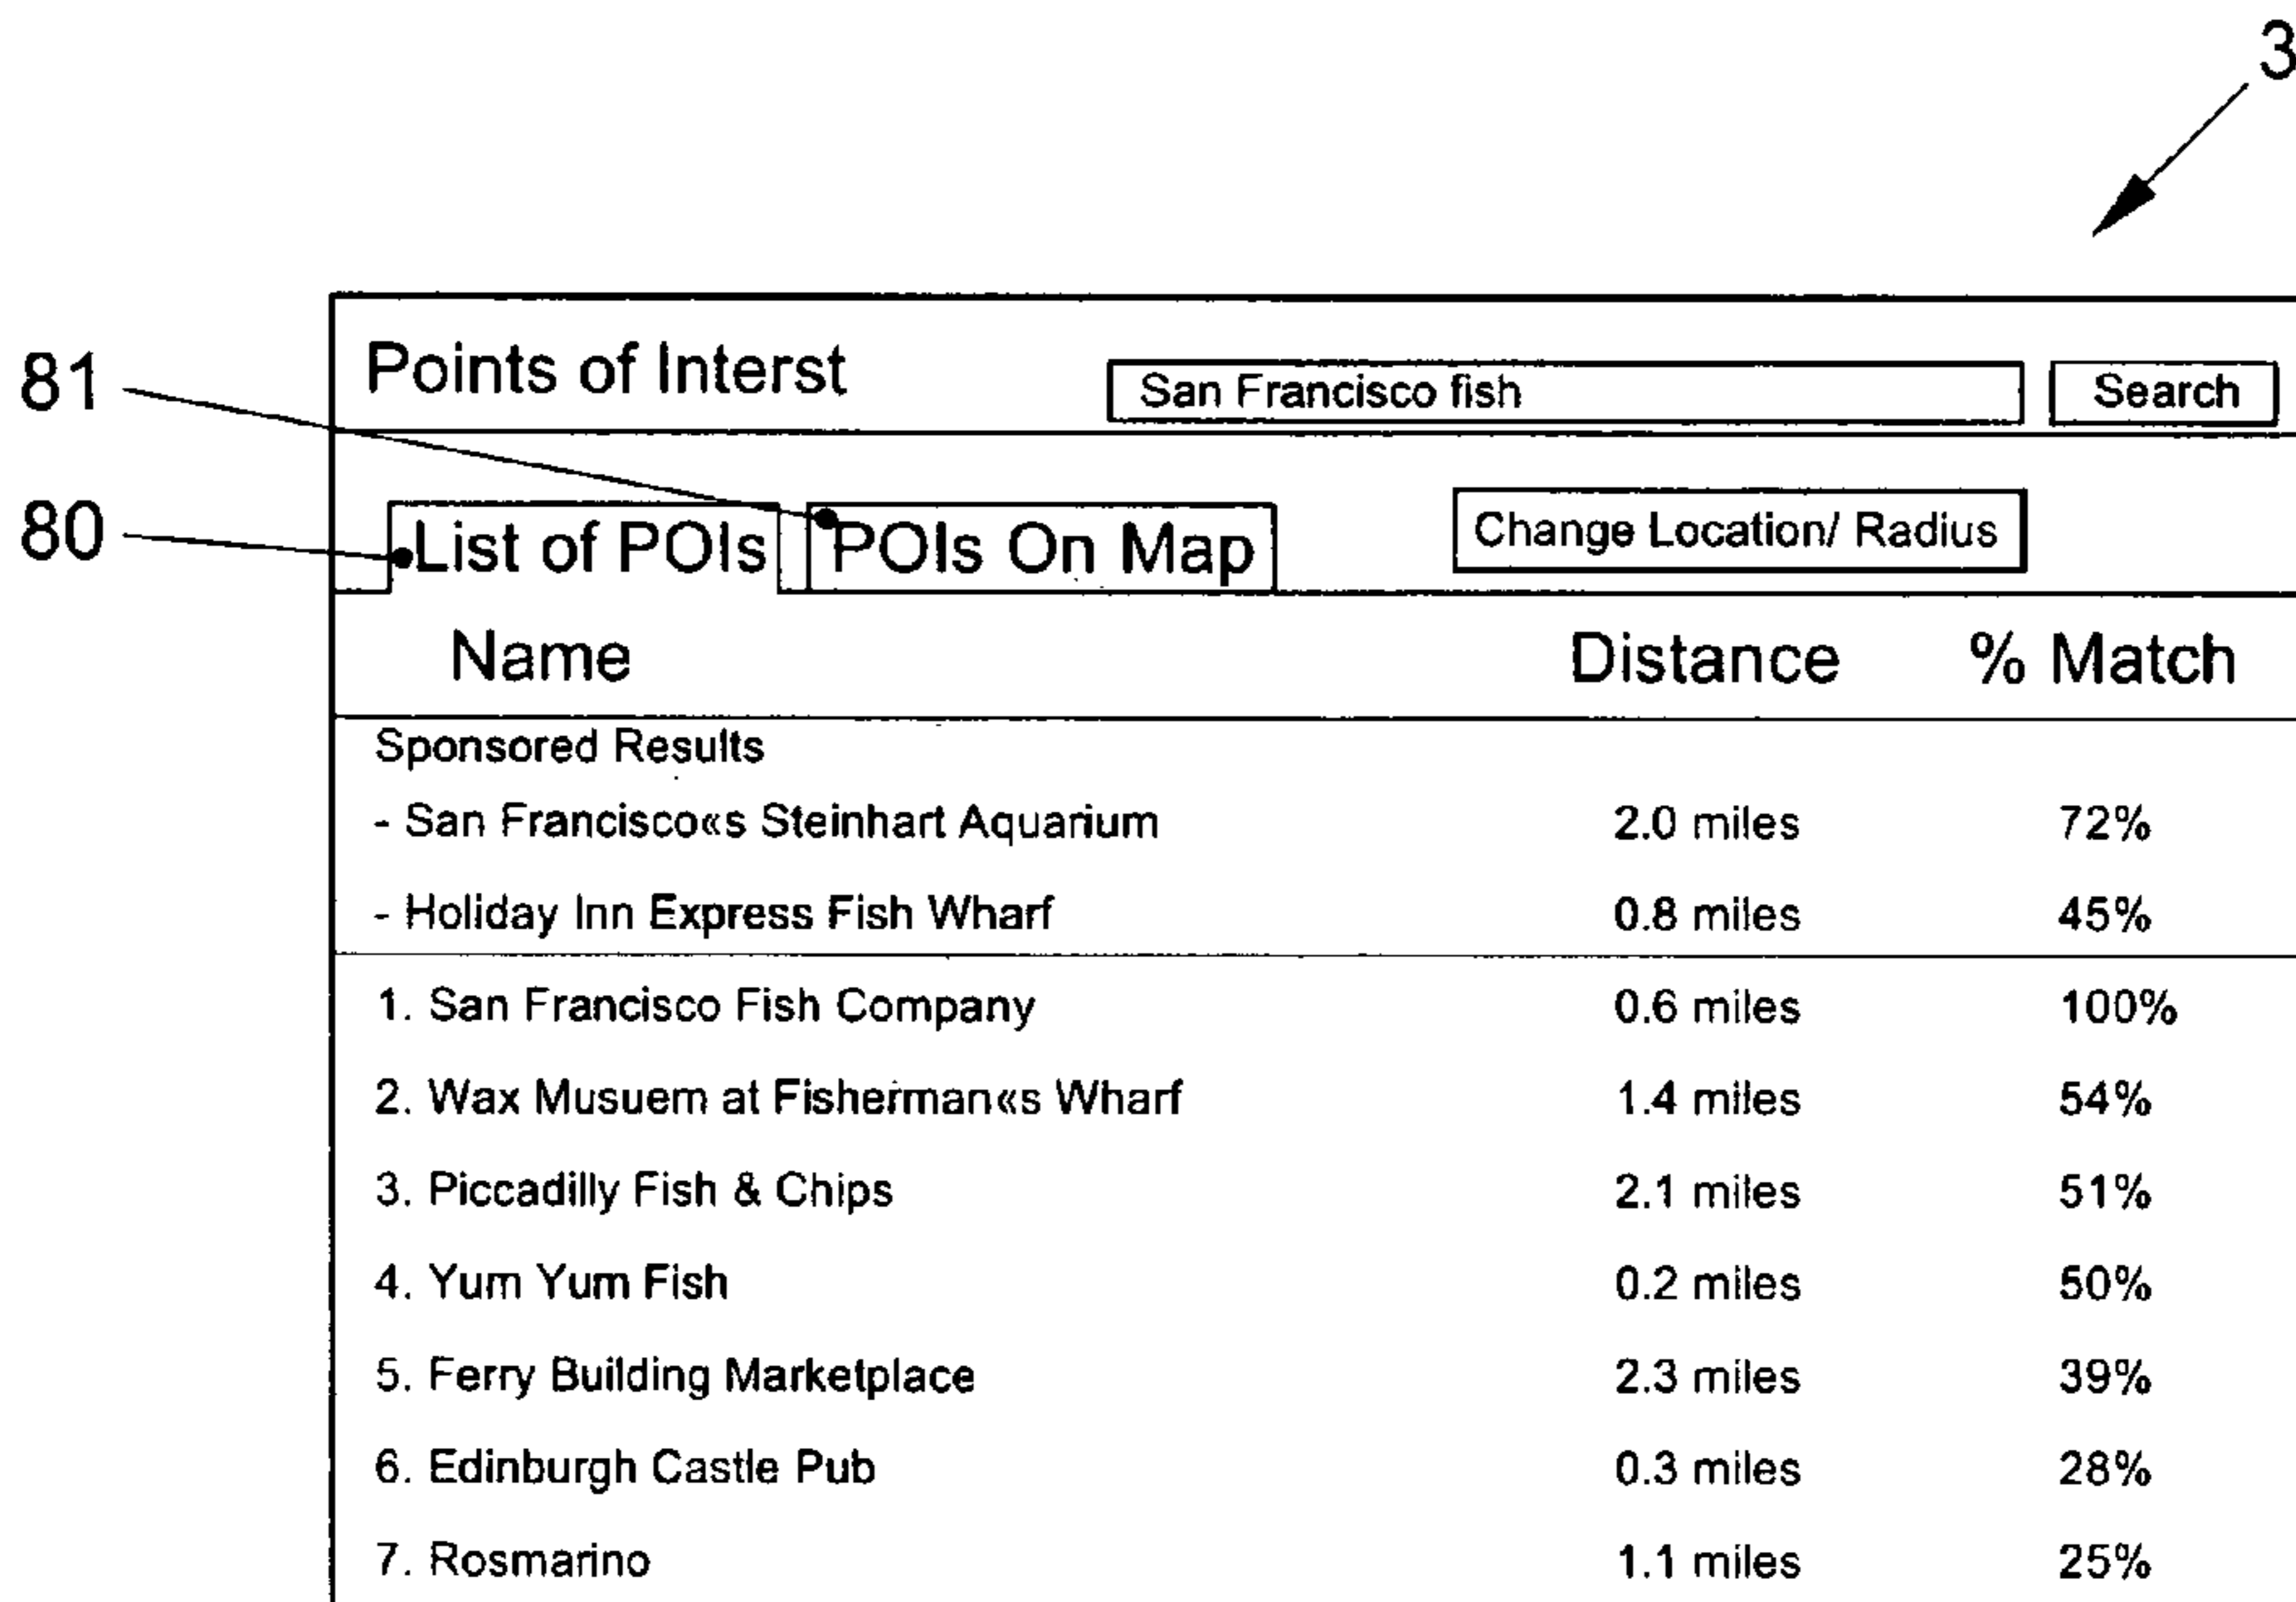 3
81
Points of Interst San Francisco fish Search
80
List of POIs POIs On Map Change Location/ Radius
Name Distance % Match
Sponsored Results
- San Francisco«s Steinhart Aquarium 2.0 miles 72%
- Holiday Inn Express Fish Wharf 0.8 miles 45%
1. San Francisco Fish Company 0.6 miles 100%
2. Wax Musuem at Fisherman«s Wharf 1.4 miles 54%
3. Piccadilly Fish & Chips 2.1 miles 51%
4. Yum Yum Fish 0.2 miles 50%
5. Ferry Building Marketplace 2.3 miles 39%
6. Edinburgh Castle Pub 0.3 miles 28%
7. Rosmarino 1.1 miles 25%